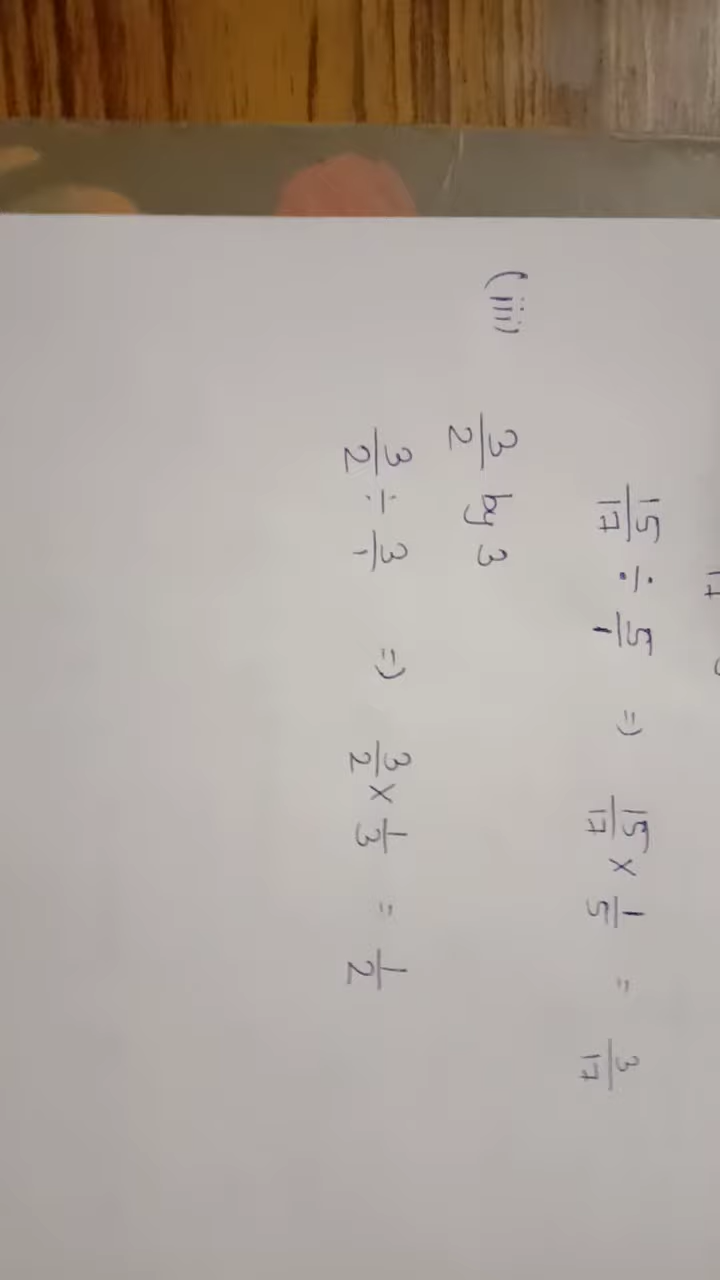 15/17 ÷ 5/1 => 15/17 × 1/5 = 3/17
(iii) 3/2 by 3
3/2 ÷ 3/1 => 3/2 × 1/3 = 1/2